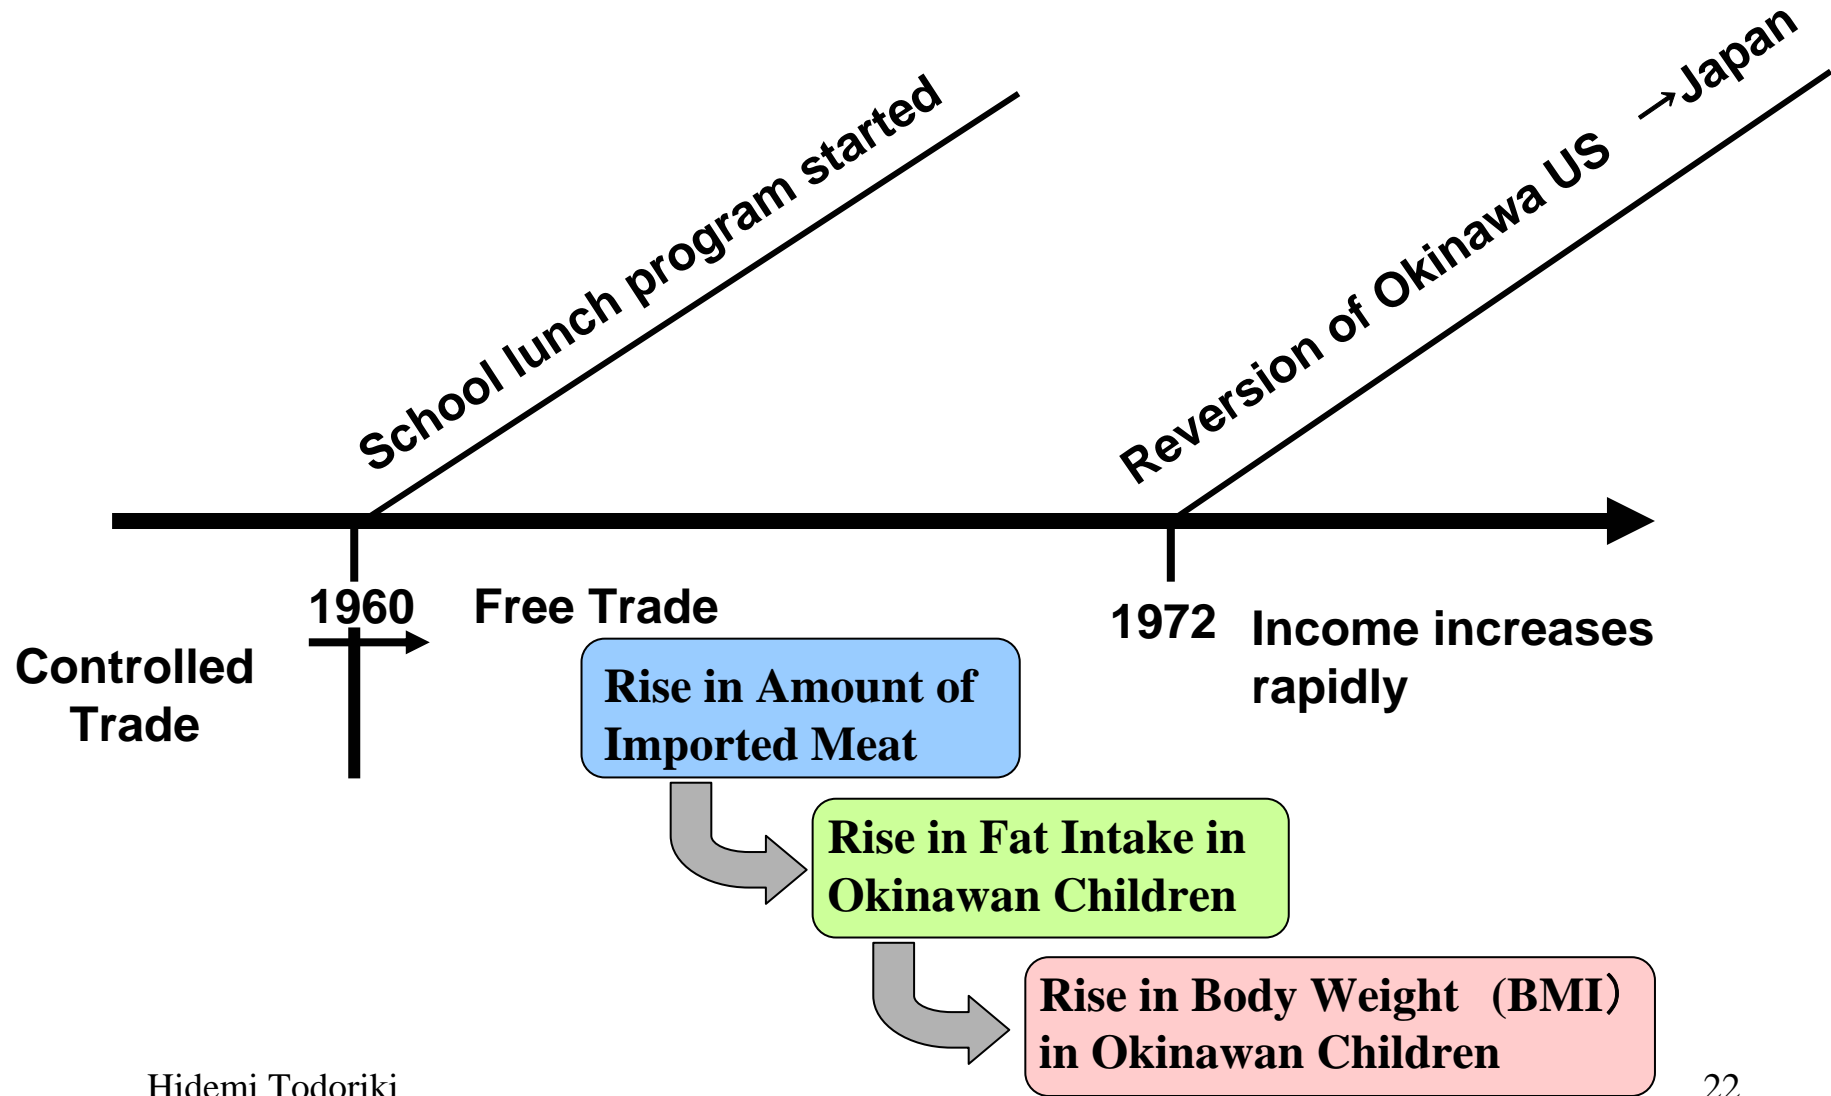 School lunch program started
Reversion of Okinawa US →Japan
1960
Free Trade
Controlled
Trade
1972
Income increases
rapidly
Rise in Amount of
Imported Meat
Rise in Fat Intake in
Okinawan Children
Rise in Body Weight (BMI）
in Okinawan Children
Hidemi Todoriki
22